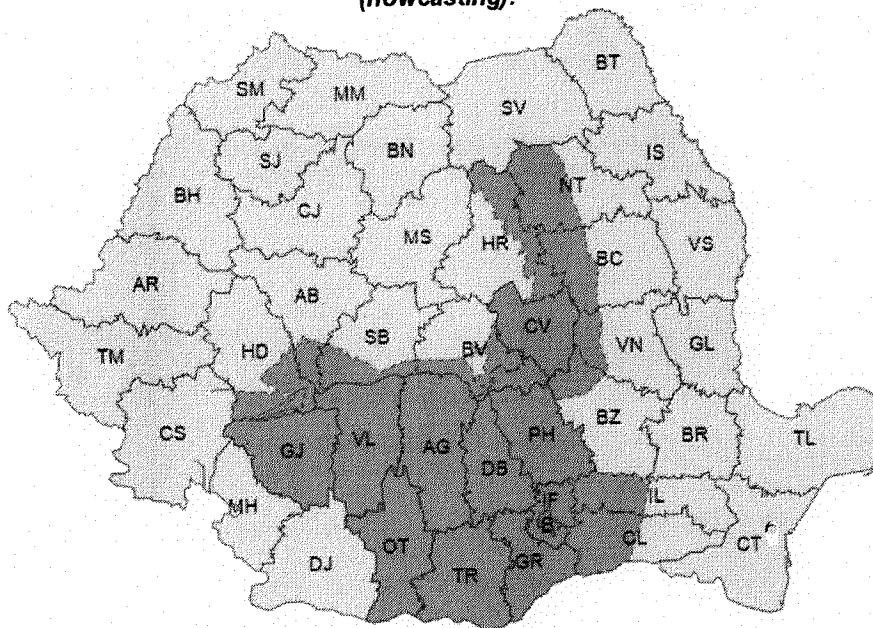 (nowcasting).
BT
SM
MM
SV
SJ
BN
IS
BH
CJ
NT
MS
HR
BC
VS
AR
AB
CV
TM
HD
SB
BV
VN
GL
CS
GJ
VL
AG
DB
PH
BZ
BR
TL
MH
IF
IL
B
DJ
OT
TR
GR
CL
CT